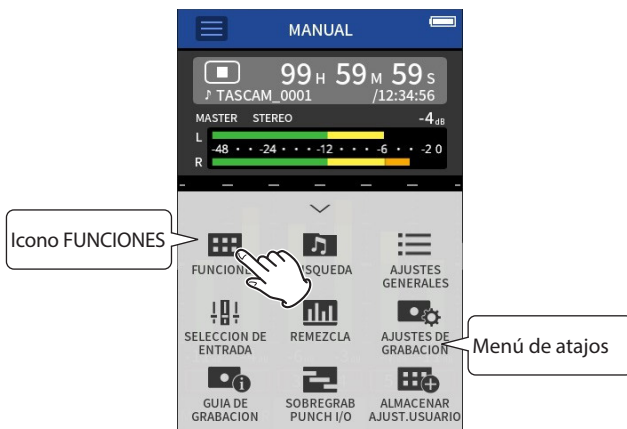 MANUAL
99 H 59 M 59 S
♪ TASCAM_0001 /12:34:56
MASTER STEREO -4 dB
L
-48 · · -24 · · · -12 · · · -6 · · -2 0
R
Icono FUNCIONES
FUNCIONE SQUEDA AJUSTES
GENERALES
SELECCION DE REMEZCLA AJUSTES DE
ENTRADA GRABACION
Menú de atajos
GUIA DE SOBREGRAB ALMACENAR
GRABACION PUNCH I/O AJUST.USUARIO